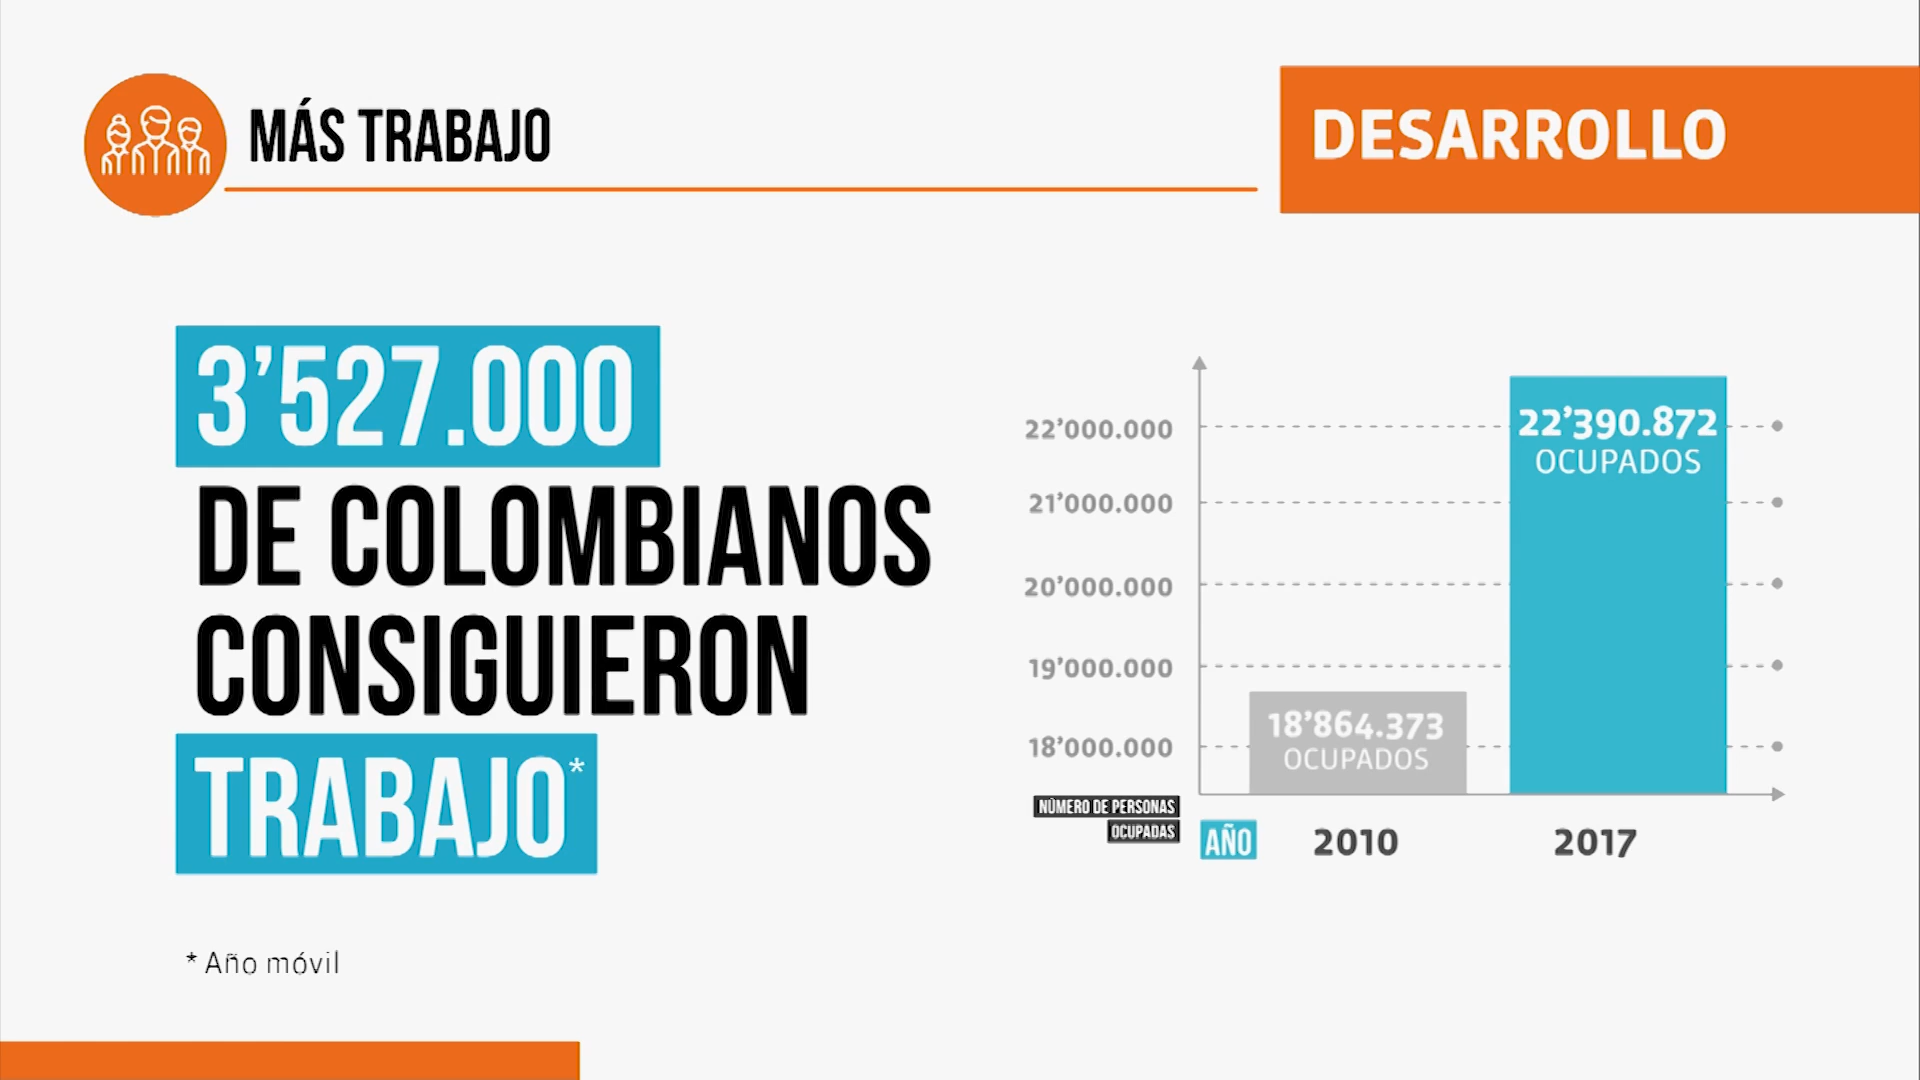 MÁS TRABAJO
DESARROLLO
3’527.000
DE COLOMBIANOS
CONSIGUIERON
TRABAJO*
* Año móvil
22’000.000
21’000.000
20’000.000
19’000.000
18’000.000
NÚMERO DE PERSONAS
OCUPADAS
22’390.872
OCUPADOS
18’864.373
OCUPADOS
AÑO
2010
2017